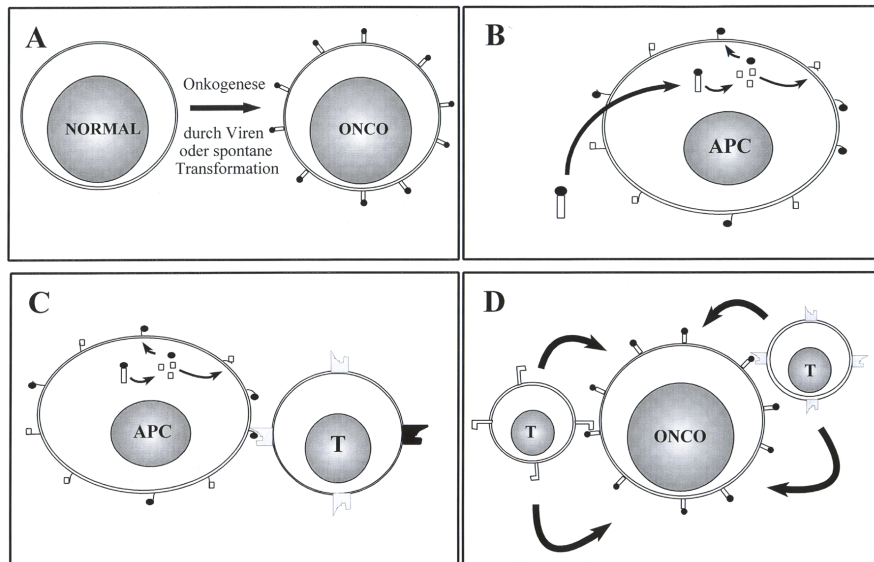 A
NORMAL
Onkogenese
durch Viren
oder spontane
Transformation
ONCO
B
APC
C
APC
T
D
T
ONCO
T